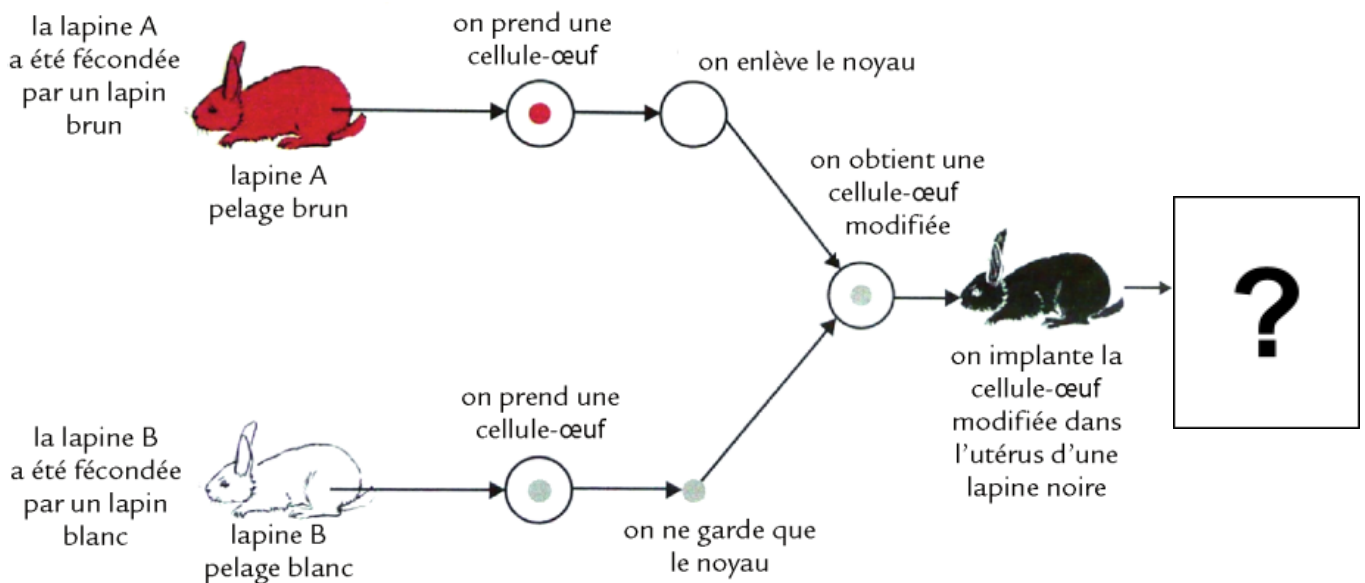 la lapine A
a été fécondée
par un lapin
brun
lapine A
pelage brun
on prend une
cellule-œuf
on enlève le noyau
on obtient une
cellule-œuf
modifiée
?
on implante la
cellule-œuf
modifiée dans
l'utérus d'une
lapine noire
la lapine B
a été fécondée
par un lapin
blanc
lapine B
pelage blanc
on prend une
cellule-œuf
on ne garde que
le noyau